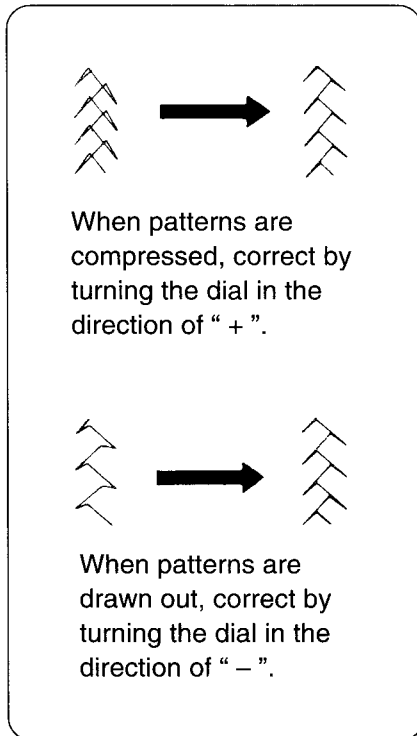 When patterns are
compressed, correct by
turning the dial in the
direction of “ + ”.
When patterns are
drawn out, correct by
turning the dial in the
direction of “ – ”.